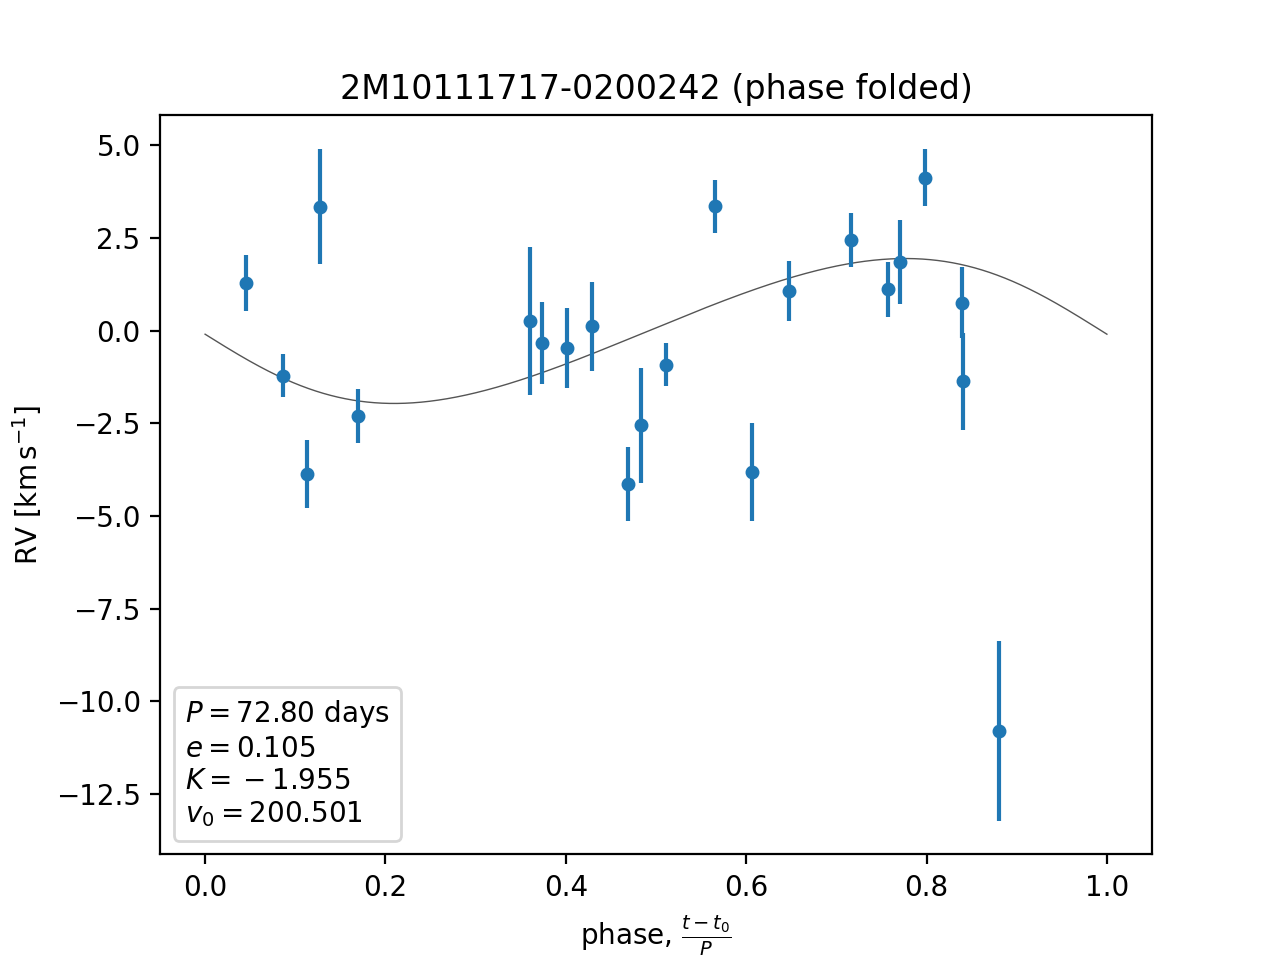 2M10111717-0200242 (phase folded)
5.0
2.5
0.0
−2.5
−5.0
−7.5
−10.0
−12.5
RV [km s⁻¹]
P = 72.80 days
e = 0.105
K = −1.955
v₀ = 200.501
0.0 0.2 0.4 0.6 0.8 1.0
phase, (t − t₀)/P